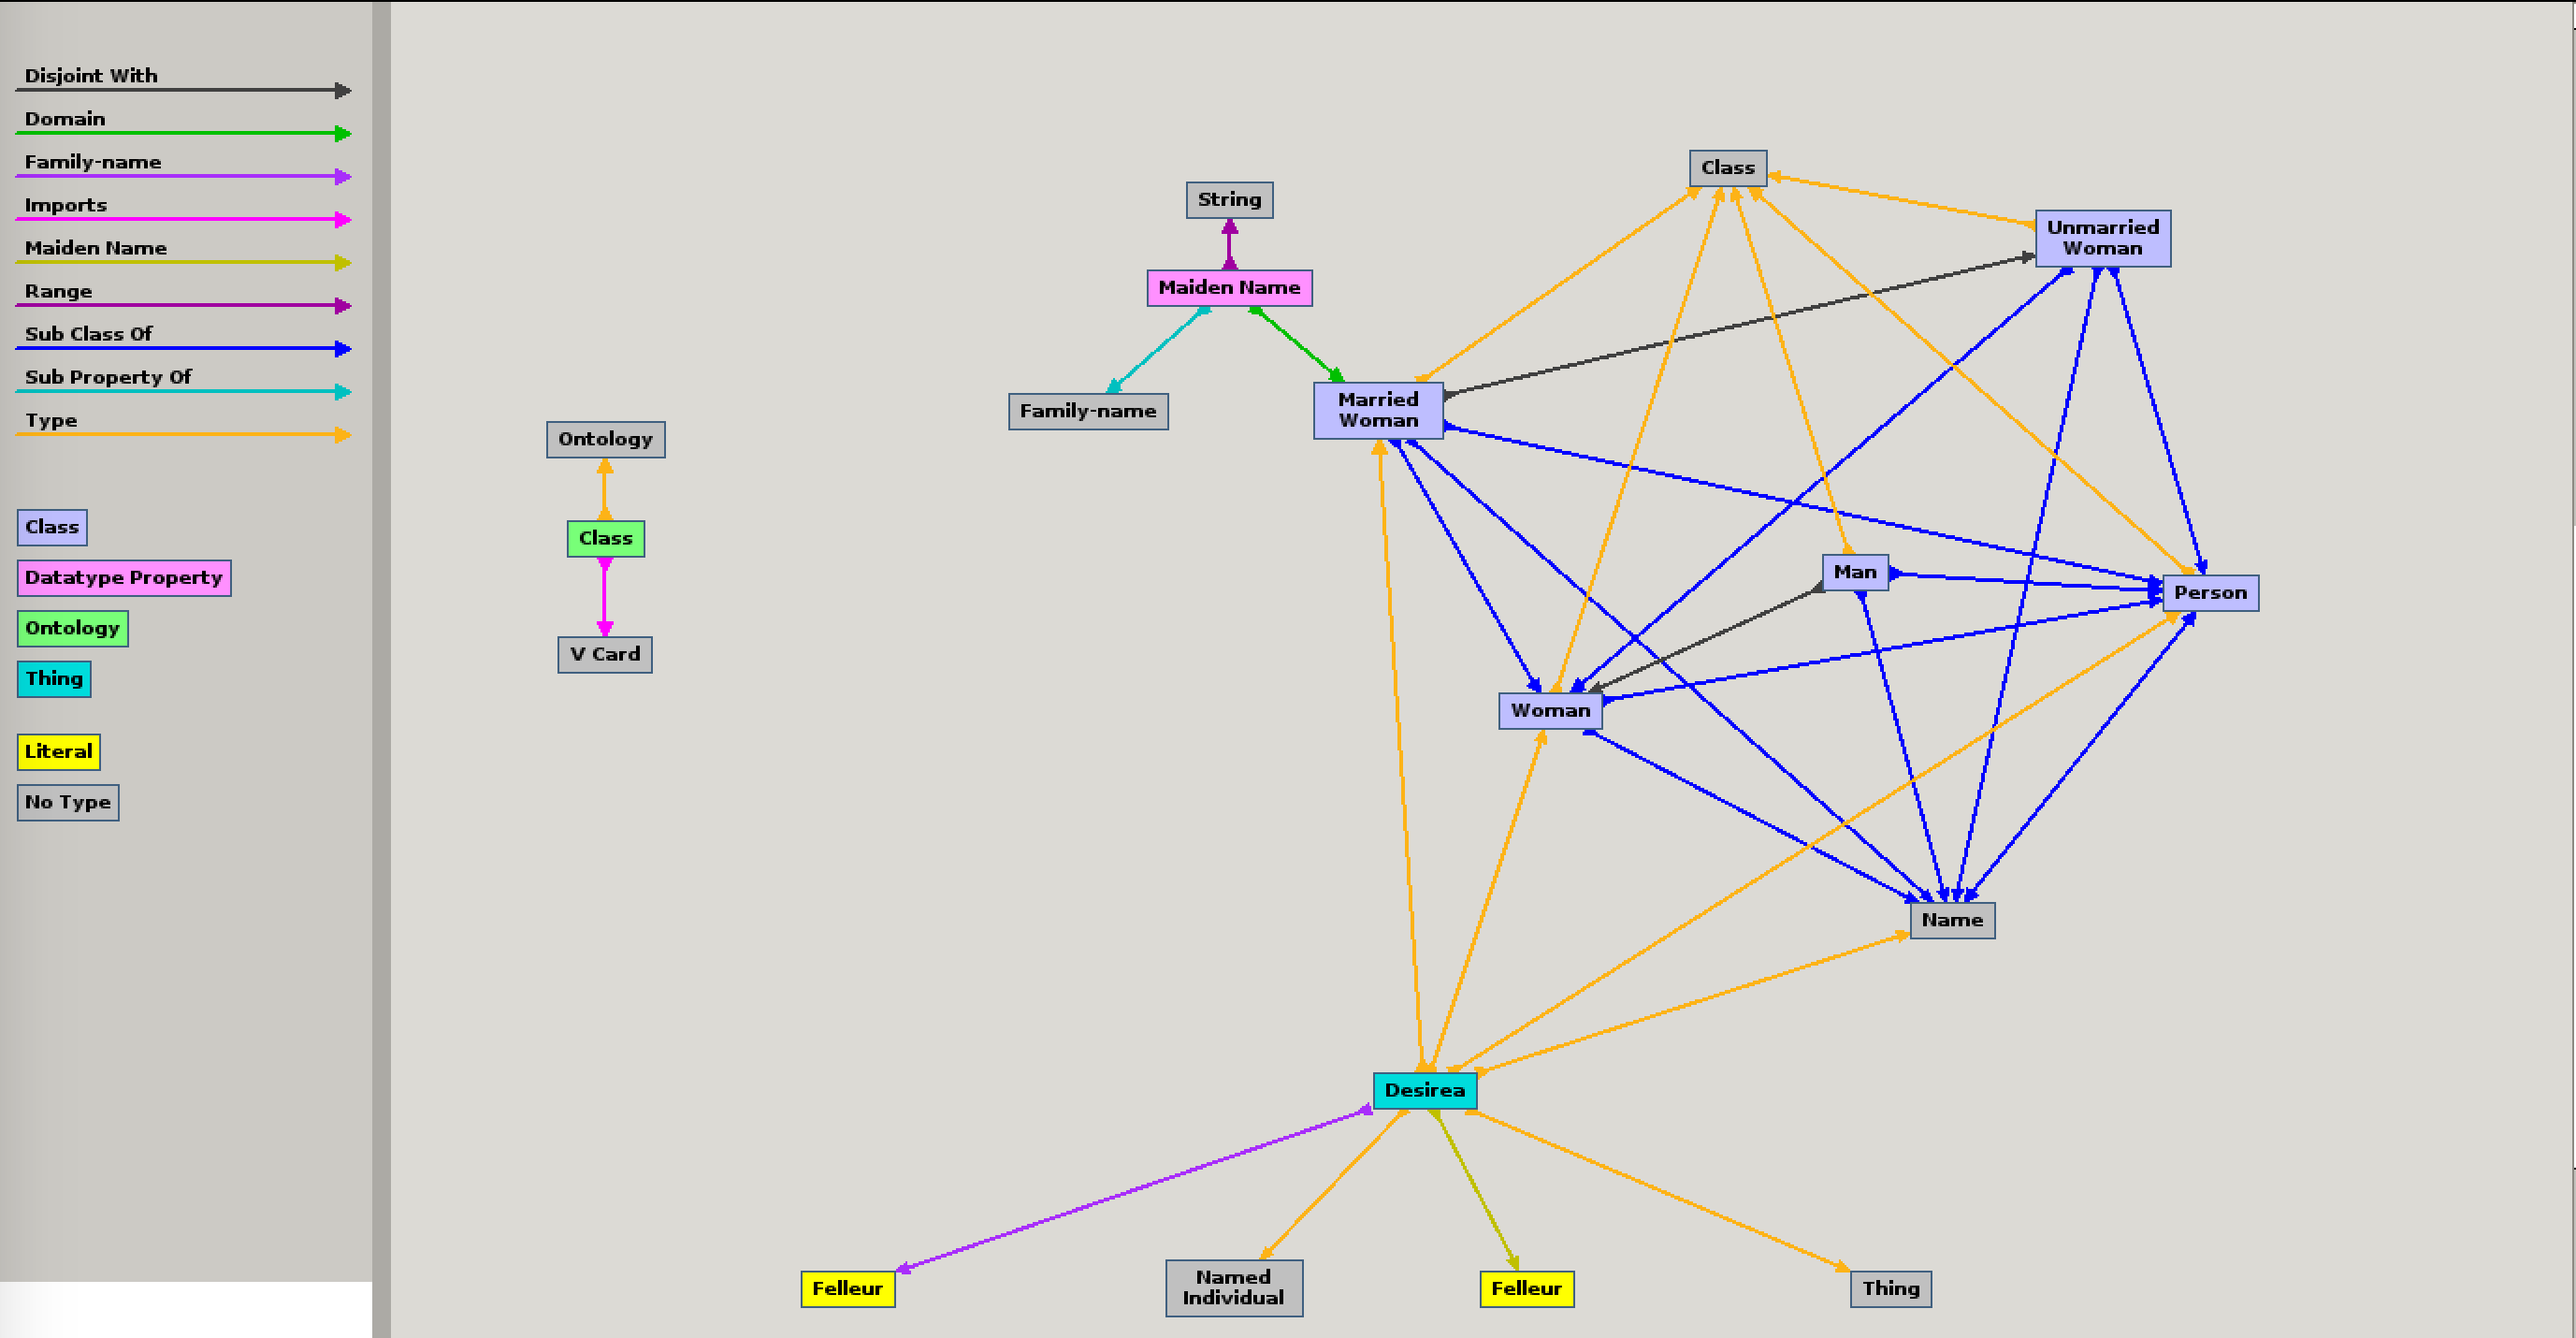 Disjoint With
Domain
Family-name
Imports
Maiden Name
Range
Sub Class Of
Sub Property Of
Type
Class
Datatype Property
Ontology
Thing
Literal
No Type
Class
String
Unmarried
Woman
Maiden Name
Married
Woman
Family-name
Ontology
Class
V Card
Man
Person
Woman
Name
Desirea
Felleur
Named
Individual
Felleur
Thing